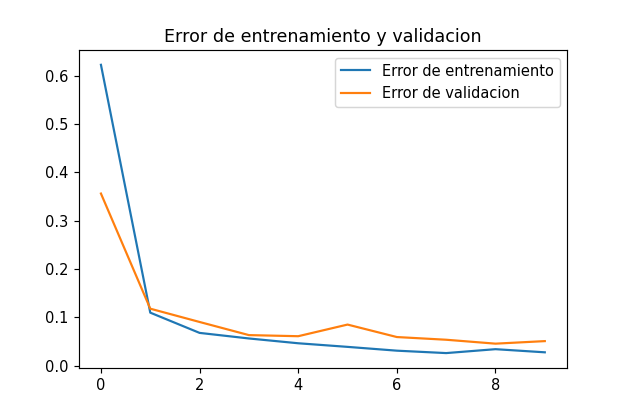 Error de entrenamiento y validacion
Error de entrenamiento
Error de validacion
0.6
0.5
0.4
0.3
0.2
0.1
0.0
0 2 4 6 8